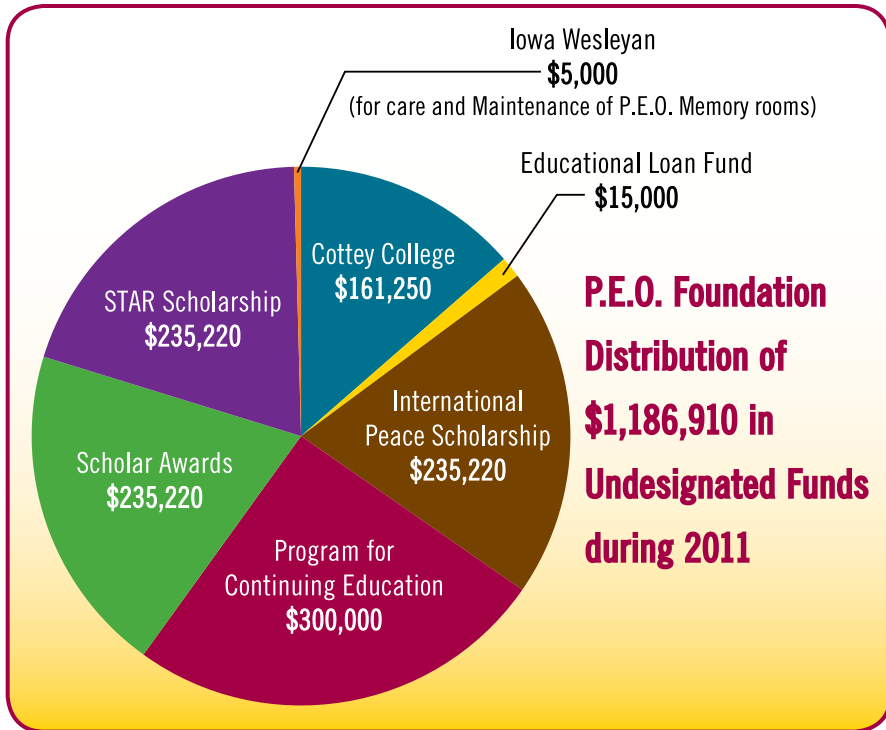 Iowa Wesleyan
$5,000
(for care and Maintenance of P.E.O. Memory rooms)
Educational Loan Fund
$15,000
Cottey College
$161,250
STAR Scholarship
$235,220
P.E.O. Foundation
Distribution of
$1,186,910 in
Undesignated Funds
during 2011
International
Peace Scholarship
$235,220
Scholar Awards
$235,220
Program for
Continuing Education
$300,000